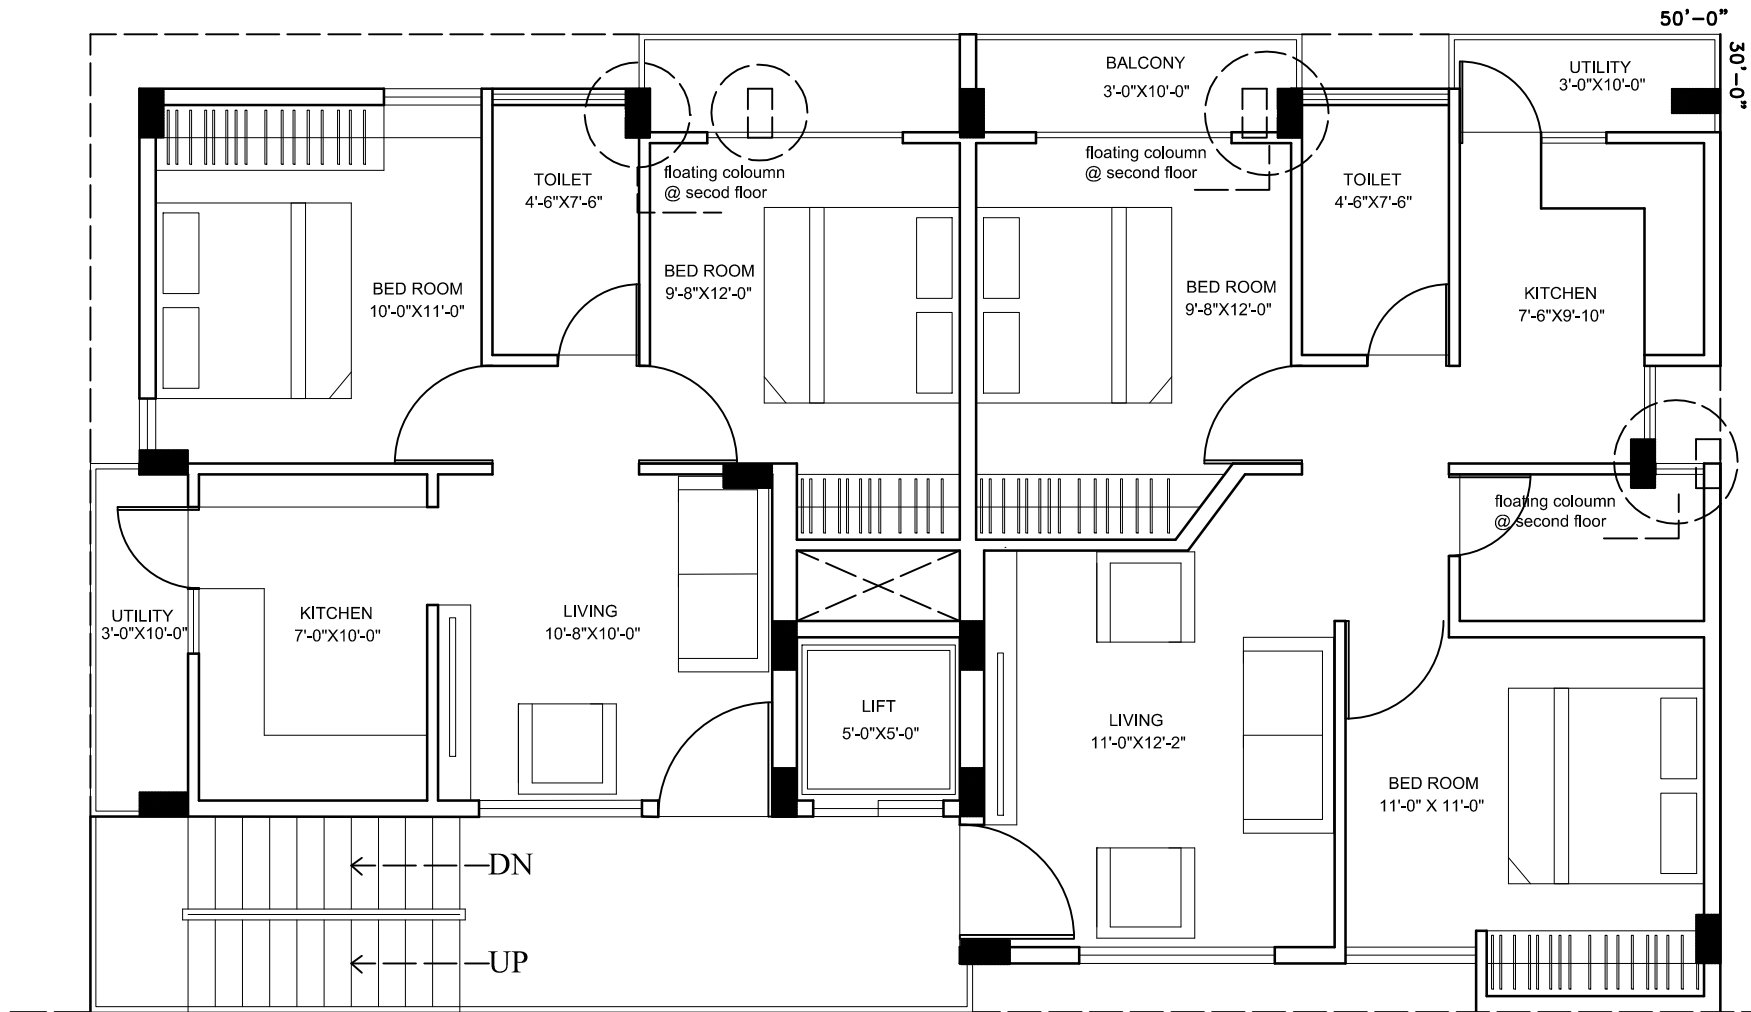 50'-0"
30'-0"
BALCONY
3'-0"X10'-0"
UTILITY
3'-0"X10'-0"
floating coloumn
@ secod floor
floating coloumn
@ second floor
TOILET
4'-6"X7'-6"
TOILET
4'-6"X7'-6"
BED ROOM
10'-0"X11'-0"
BED ROOM
9'-8"X12'-0"
BED ROOM
9'-8"X12'-0"
KITCHEN
7'-6"X9'-10"
floating coloumn
@ second floor
UTILITY
3'-0"X10'-0"
KITCHEN
7'-0"X10'-0"
LIVING
10'-8"X10'-0"
LIFT
5'-0"X5'-0"
LIVING
11'-0"X12'-2"
BED ROOM
11'-0" X 11'-0"
DN
UP